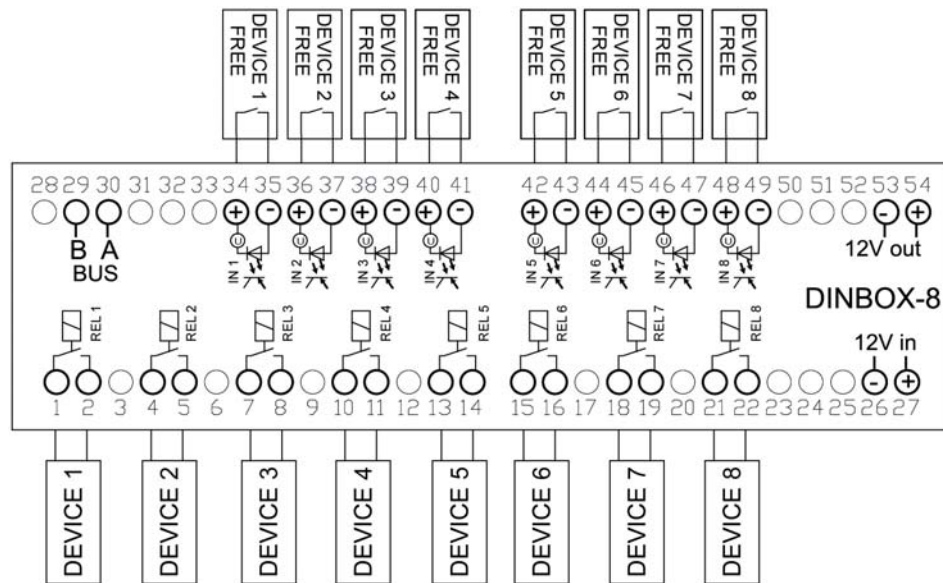 DEVICE 1 FREE
DEVICE 2 FREE
DEVICE 3 FREE
DEVICE 4 FREE
DEVICE 5 FREE
DEVICE 6 FREE
DEVICE 7 FREE
DEVICE 8 FREE
28 29 30 31 32 33 34 35 36 37 38 39 40 41 42 43 44 45 46 47 48 49 50 51 52 53 54
+ - + - + - + - + - + - + - + - - +
B A
BUS
U U U U U U U U
IN 1 IN 2 IN 3 IN 4 IN 5 IN 6 IN 7 IN 8
12V out
DINBOX-8
REL 1 REL 2 REL 3 REL 4 REL 5 REL 6 REL 7 REL 8
12V in
- +
1 2 3 4 5 6 7 8 9 10 11 12 13 14 15 16 17 18 19 20 21 22 23 24 25 26 27
DEVICE 1
DEVICE 2
DEVICE 3
DEVICE 4
DEVICE 5
DEVICE 6
DEVICE 7
DEVICE 8